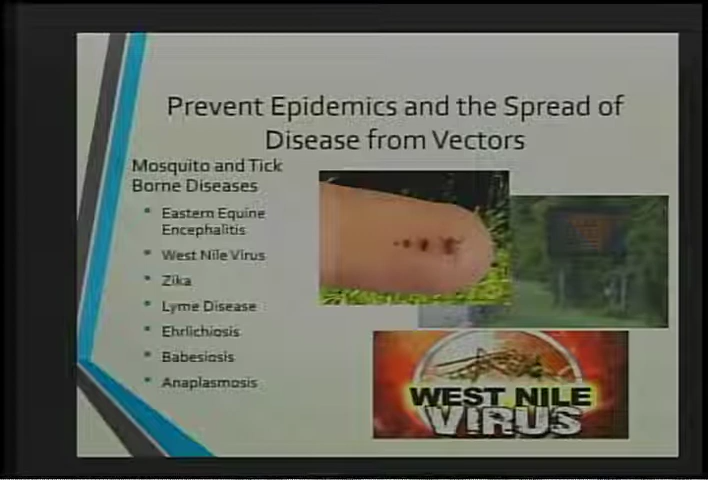 Prevent Epidemics and the Spread of
Disease from Vectors
Mosquito and Tick
Borne Diseases
Eastern Equine
Encephalitis
West Nile Virus
Zika
Lyme Disease
Ehrlichiosis
Babesiosis
Anaplasmosis
WEST NILE
VIRUS